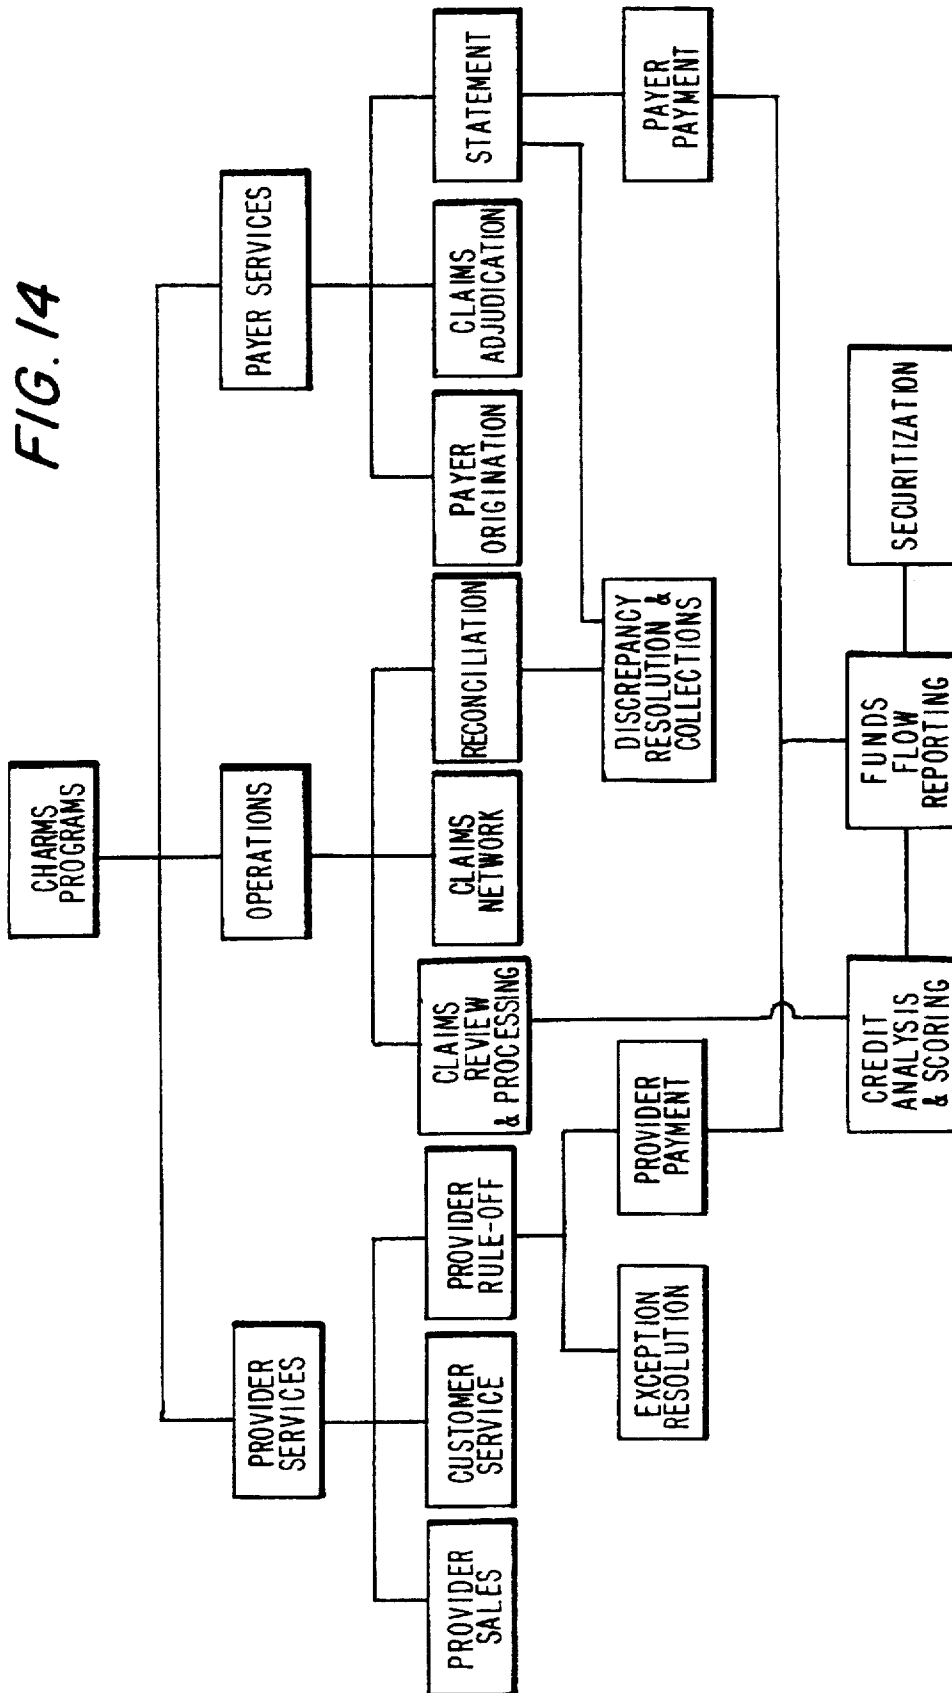 FIG. 14
CHARMS
PROGRAMS
PROVIDER
SERVICES
OPERATIONS
PAYER SERVICES
PROVIDER
SALES
CUSTOMER
SERVICE
PROVIDER
RULE-OFF
CLAIMS
REVIEW
& PROCESSING
CLAIMS
NETWORK
RECONCILIATION
PAYER
ORIGINATION
CLAIMS
ADJUDICATION
STATEMENT
EXCEPTION
RESOLUTION
PROVIDER
PAYMENT
DISCREPANCY
RESOLUTION &
COLLECTIONS
PAYER
PAYMENT
CREDIT
ANALYSIS
& SCORING
FUNDS
FLOW
REPORTING
SECURITIZATION